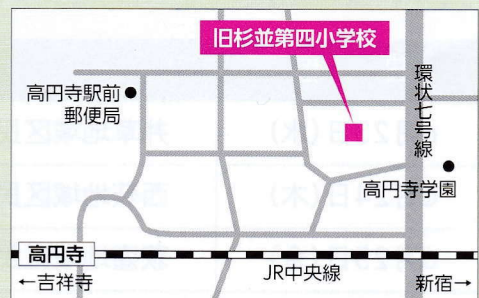 旧杉並第四小学校
高円寺駅前
郵便局
環状七号線
高円寺学園
高円寺
JR中央線
←吉祥寺
新宿→